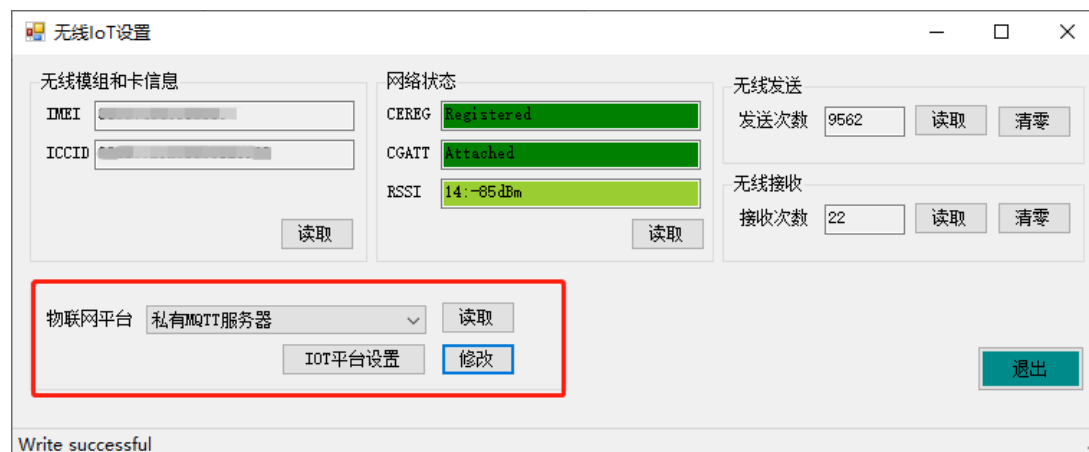 无线IoT设置
无线模组和卡信息
IMEI
ICCID
读取
网络状态
CEREG Registered
CGATT Attached
RSSI 14:-85dBm
读取
无线发送
发送次数 9562 读取 清零
无线接收
接收次数 22 读取 清零
物联网平台 私有MQTT服务器 读取
IOT平台设置 修改
退出
Write successful